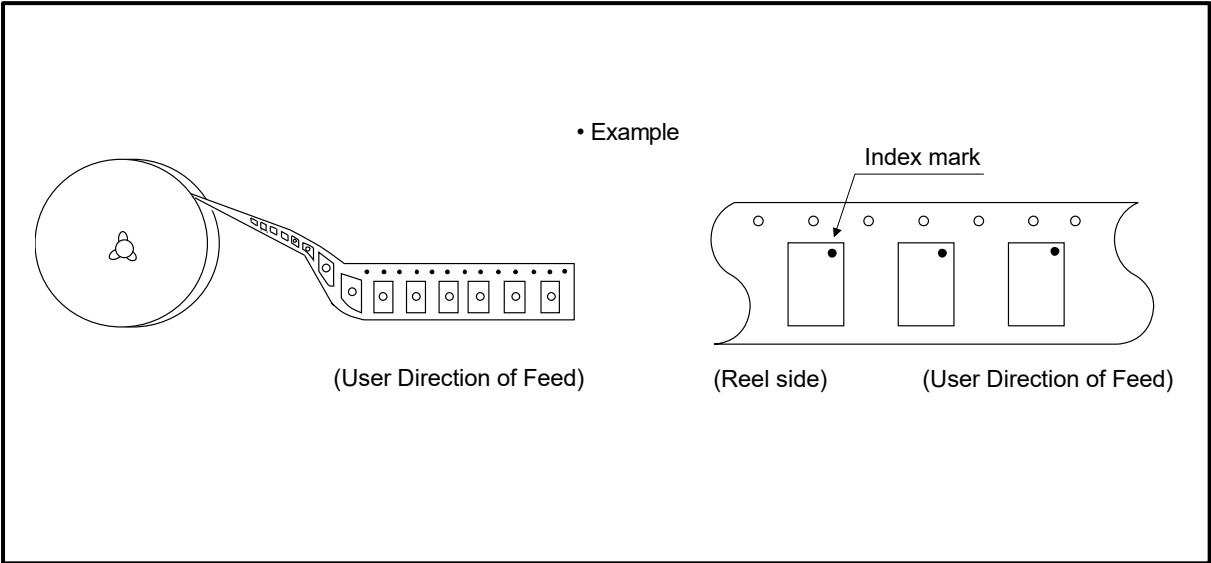 • Example
Index mark
(User Direction of Feed)
(Reel side)
(User Direction of Feed)